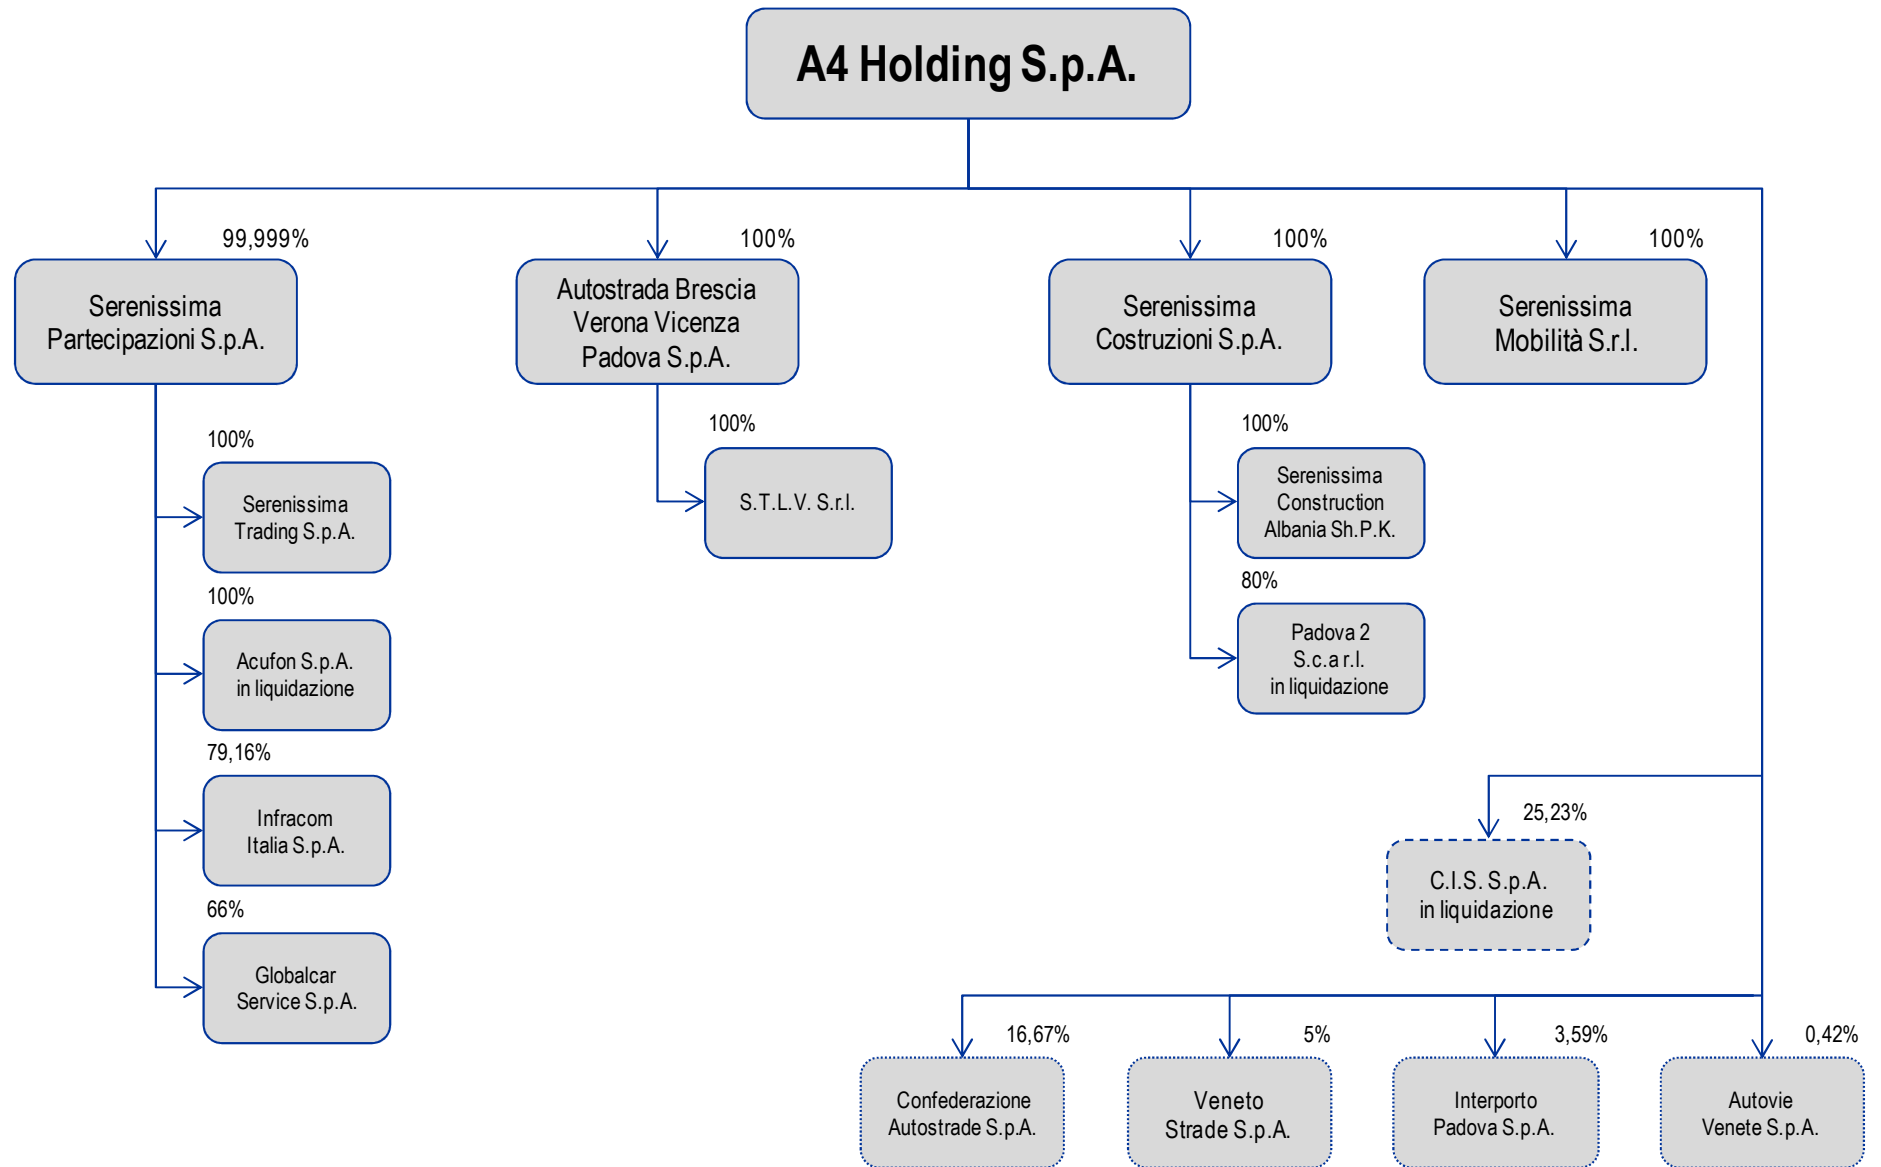 A4 Holding S.p.A.
99,999%
Serenissima
Partecipazioni S.p.A.
100%
Autostrada Brescia
Verona Vicenza
Padova S.p.A.
100%
Serenissima
Costruzioni S.p.A.
100%
Serenissima
Mobilità S.r.l.
100%
Serenissima
Trading S.p.A.
100%
Acufon S.p.A.
in liquidazione
79,16%
Infracom
Italia S.p.A.
66%
Globalcar
Service S.p.A.
100%
S.T.L.V. S.r.l.
100%
Serenissima
Construction
Albania Sh.P.K.
80%
Padova 2
S.c.a r.l.
in liquidazione
25,23%
C.I.S. S.p.A.
in liquidazione
16,67%
Confederazione
Autostrade S.p.A.
5%
Veneto
Strade S.p.A.
3,59%
Interporto
Padova S.p.A.
0,42%
Autovie
Venete S.p.A.